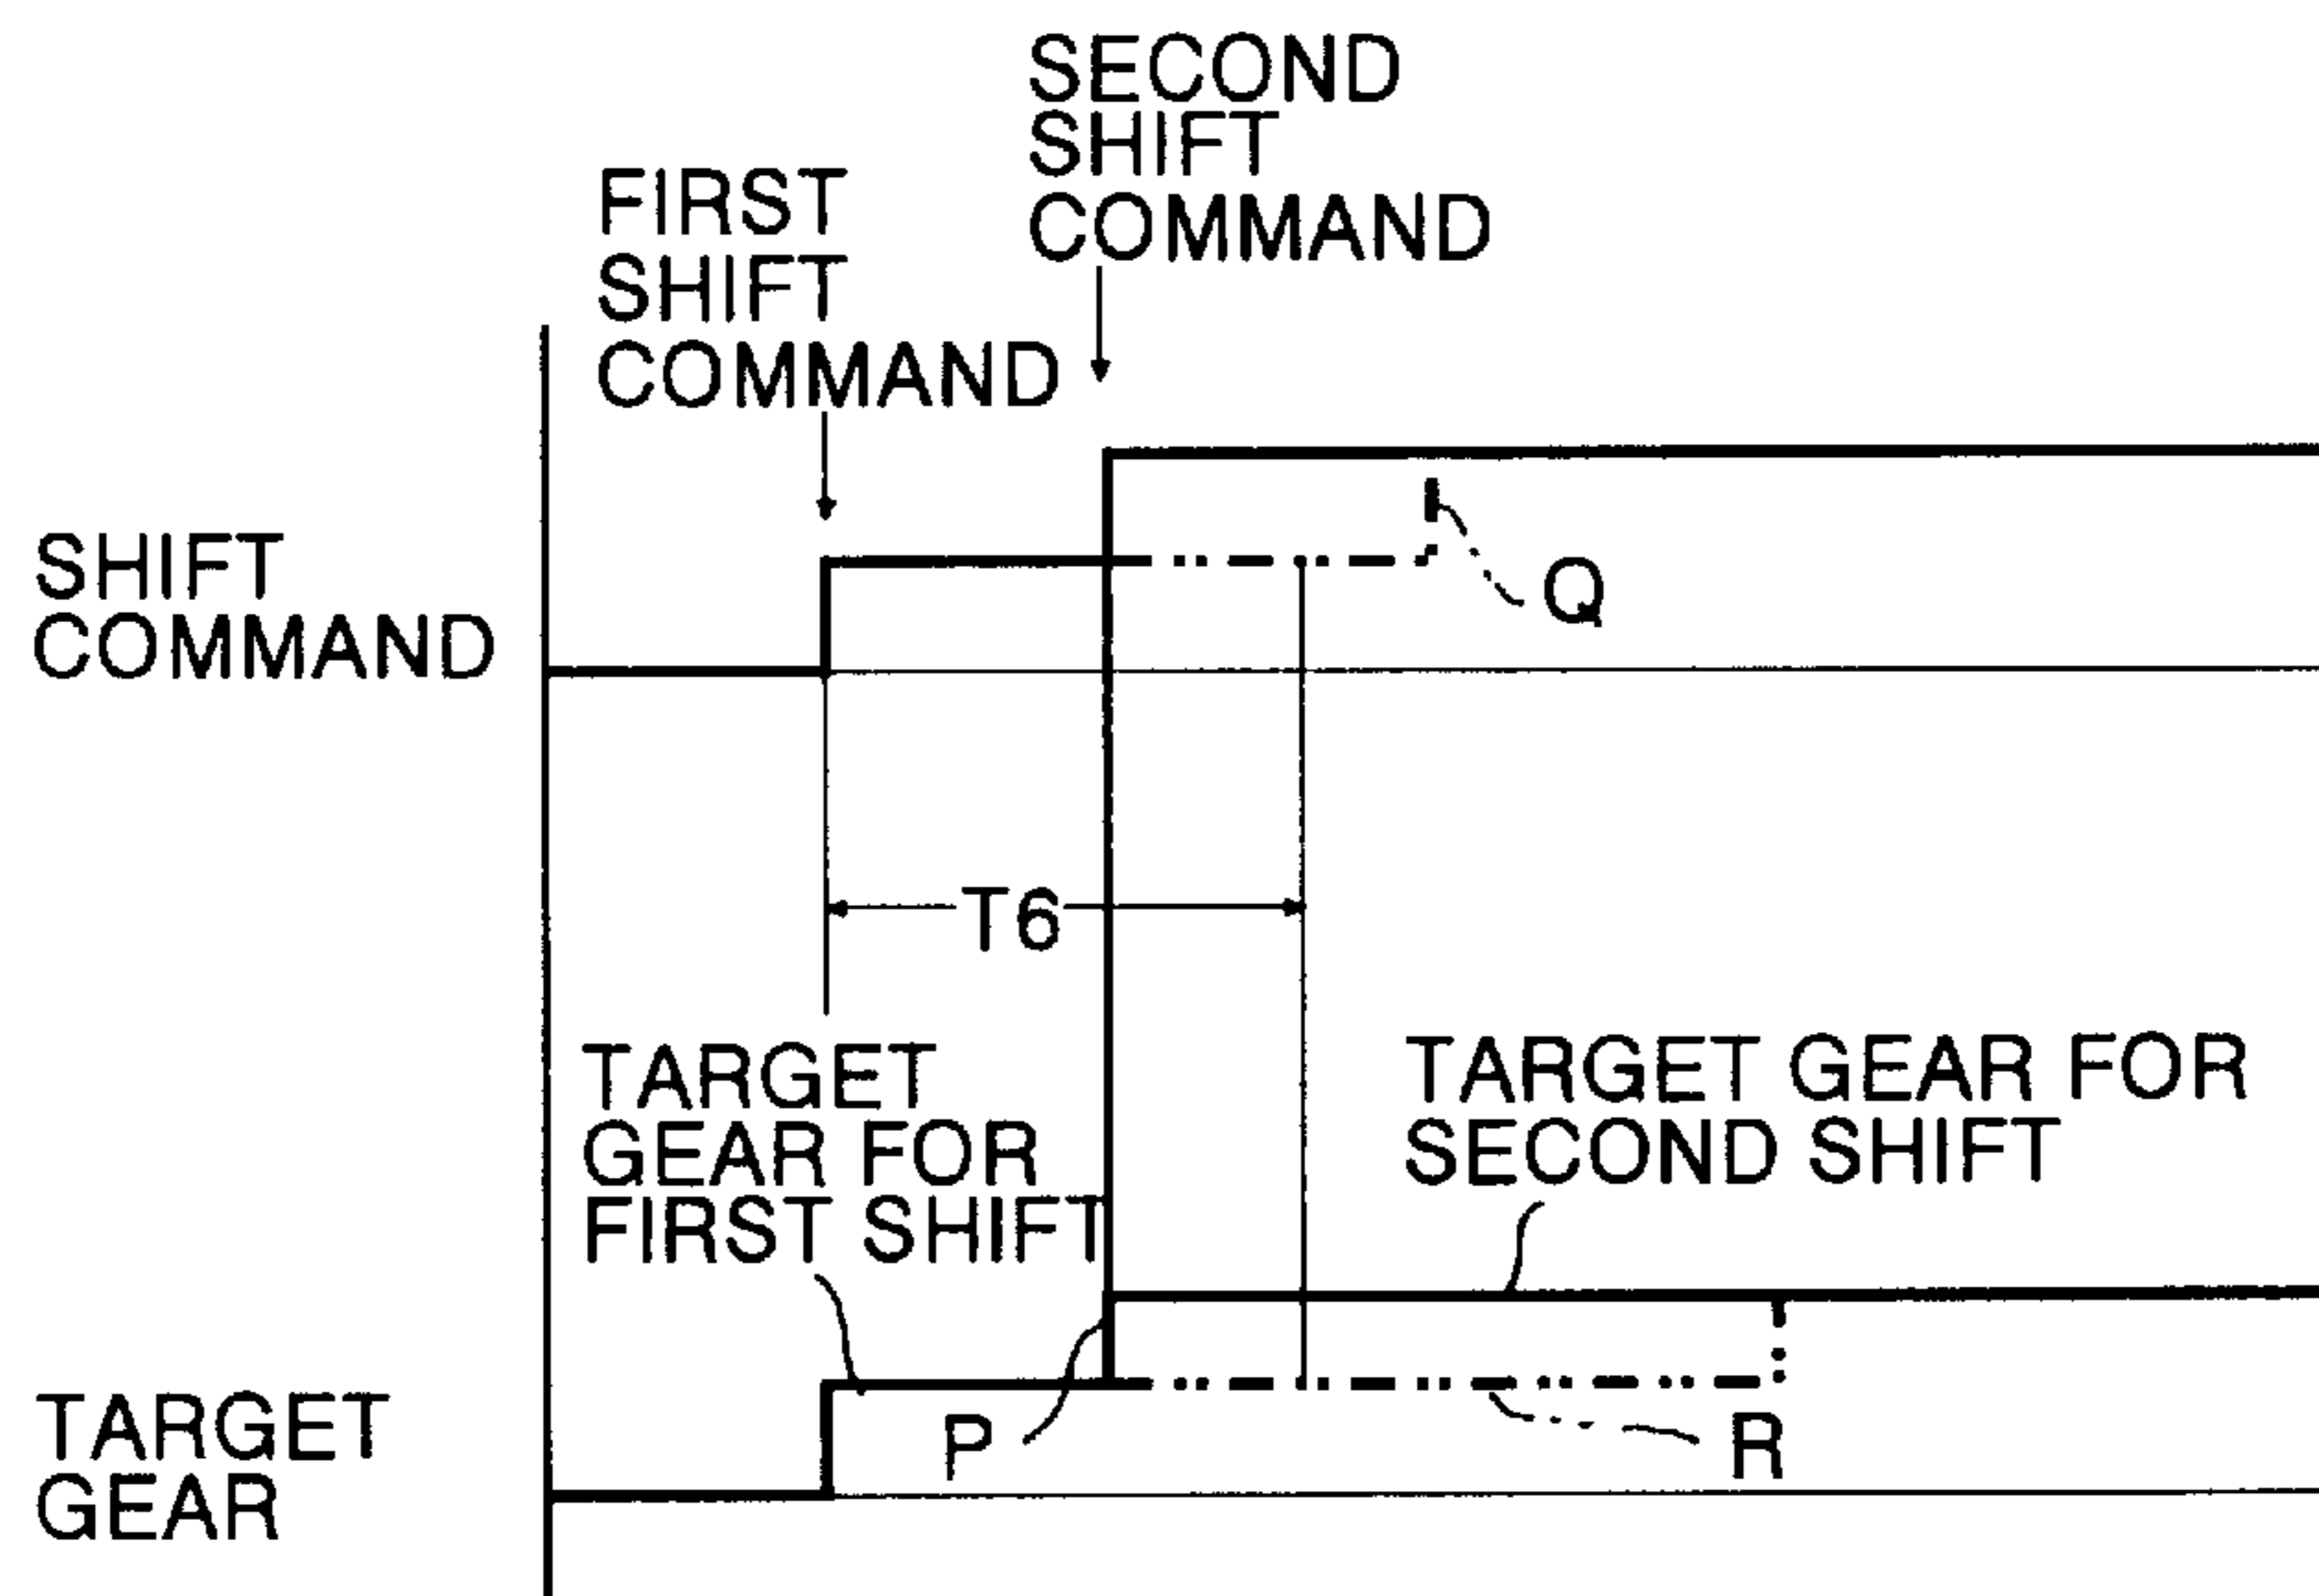 SECOND
SHIFT
COMMAND
FIRST
SHIFT
COMMAND
SHIFT
COMMAND
Q
T6
TARGET
GEAR FOR
FIRST SHIFT
TARGET GEAR FOR
SECOND SHIFT
TARGET
GEAR
P
R